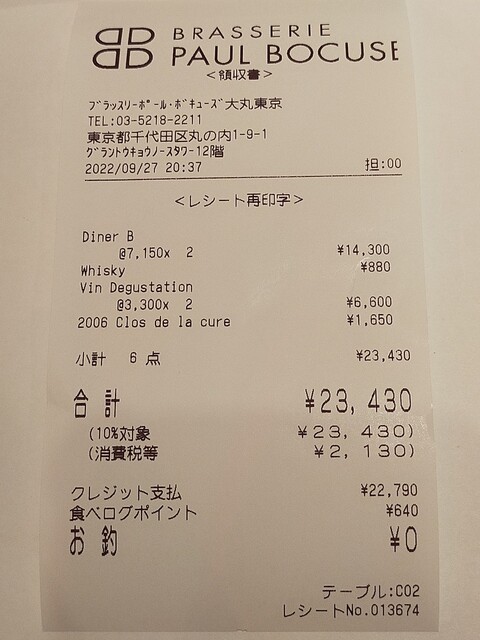 BRASSERIE
PAUL BOCUSE
<領収書>
ブラッスリーポール・ボキューズ大丸東京
TEL:03-5218-2211
東京都千代田区丸の内1-9-1
グラントウキョウノースタワー12階
2022/09/27 20:37 担:00
<レシート再印字>
Diner B
@7,150x 2 ¥14,300
Whisky ¥880
Vin Degustation
@3,300x 2 ¥6,600
2006 Clos de la cure ¥1,650
小計 6 点 ¥23,430
合 計 ¥23,430
(10%対象 ¥23,430)
(消費税等 ¥2,130)
クレジット支払 ¥22,790
食べログポイント ¥640
お 釣 ¥0
テーブル:C02
レシートNo.013674